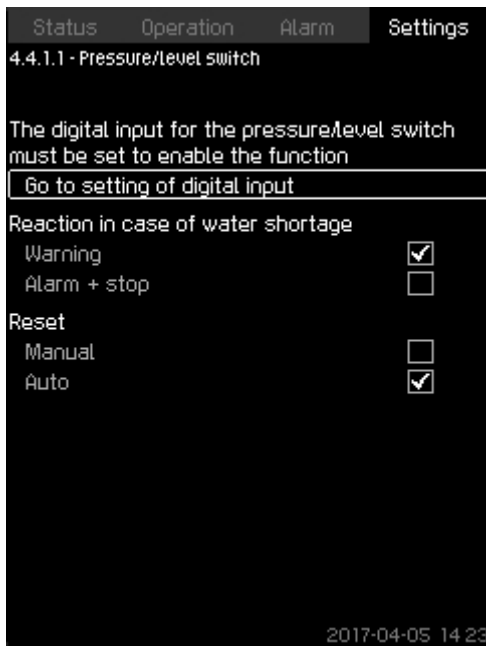 Status Operation Alarm Settings
4.4.1.1 - Pressure/level switch
The digital input for the pressure/level switch
must be set to enable the function
Go to setting of digital input
Reaction in case of water shortage
Warning
Alarm + stop
Reset
Manual
Auto
2017-04-05 14:23